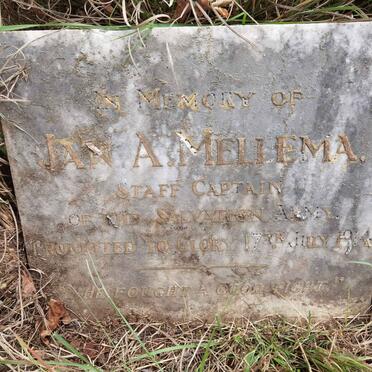 IN MEMORY OF
JAN A. MELLEMA.
STAFF CAPTAIN
OF THE SALVATION ARMY.
PROMOTED TO GLORY 17TH JULY
"HE FOUGHT A GOOD FIGHT."